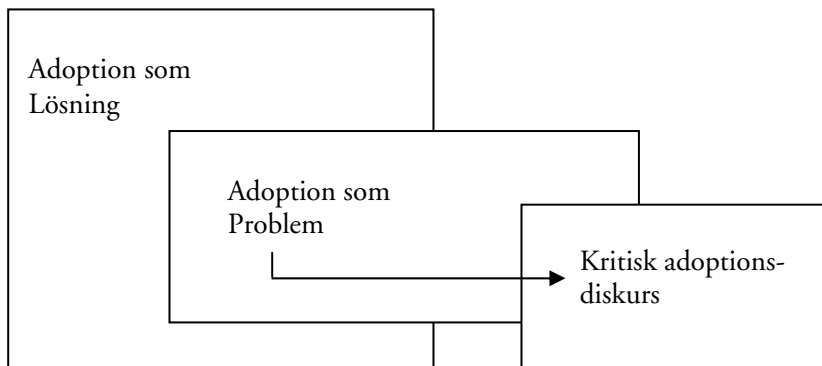 Adoption som
Lösning
Adoption som
Problem
Kritisk adoptions-
diskurs